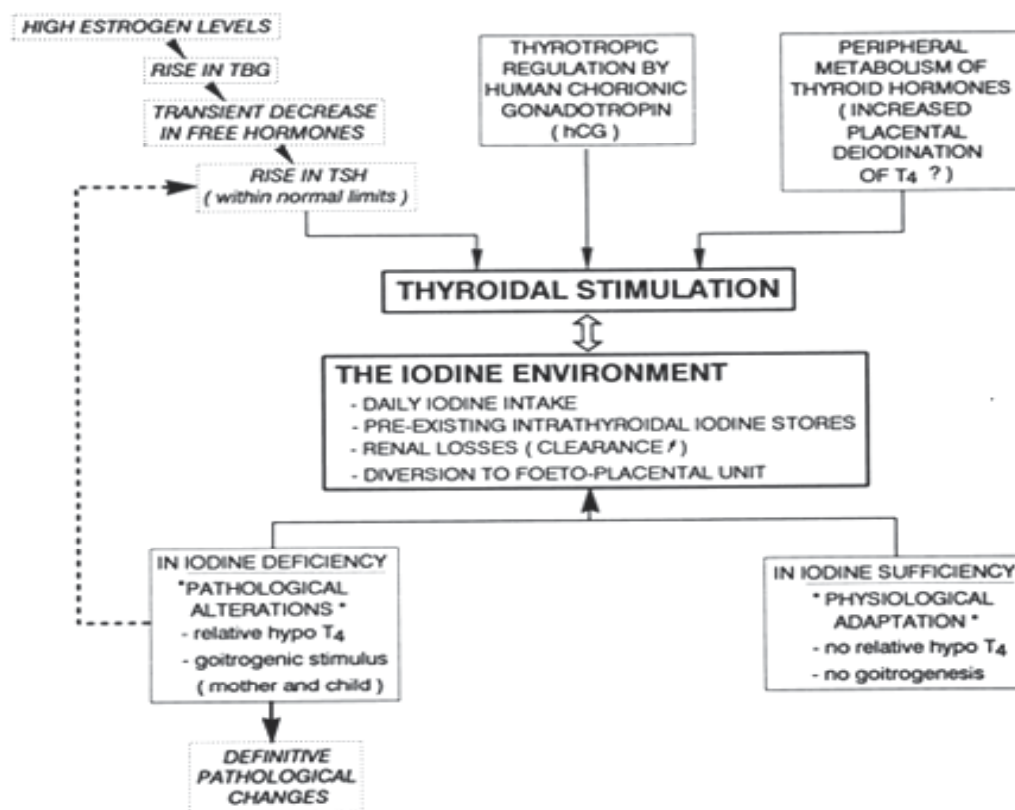 HIGH ESTROGEN LEVELS
RISE IN TBG
TRANSIENT DECREASE
IN FREE HORMONES
RISE IN TSH
( within normal limits )
THYROTROPIC
REGULATION BY
HUMAN CHORIONIC
GONADOTROPIN
( hCG )
PERIPHERAL
METABOLISM OF
THYROID HORMONES
( INCREASED
PLACENTAL
DEIODINATION
OF T4 ? )
THYROIDAL STIMULATION
THE IODINE ENVIRONMENT
- DAILY IODINE INTAKE
- PRE-EXISTING INTRATHYROIDAL IODINE STORES
- RENAL LOSSES ( CLEARANCE )
- DIVERSION TO FOETO-PLACENTAL UNIT
IN IODINE DEFICIENCY
"PATHOLOGICAL
ALTERATIONS "
- relative hypo T4
- goitrogenic stimulus
( mother and child )
DEFINITIVE
PATHOLOGICAL
CHANGES
IN IODINE SUFFICIENCY
" PHYSIOLOGICAL
ADAPTATION "
- no relative hypo T4
- no goitrogenesis